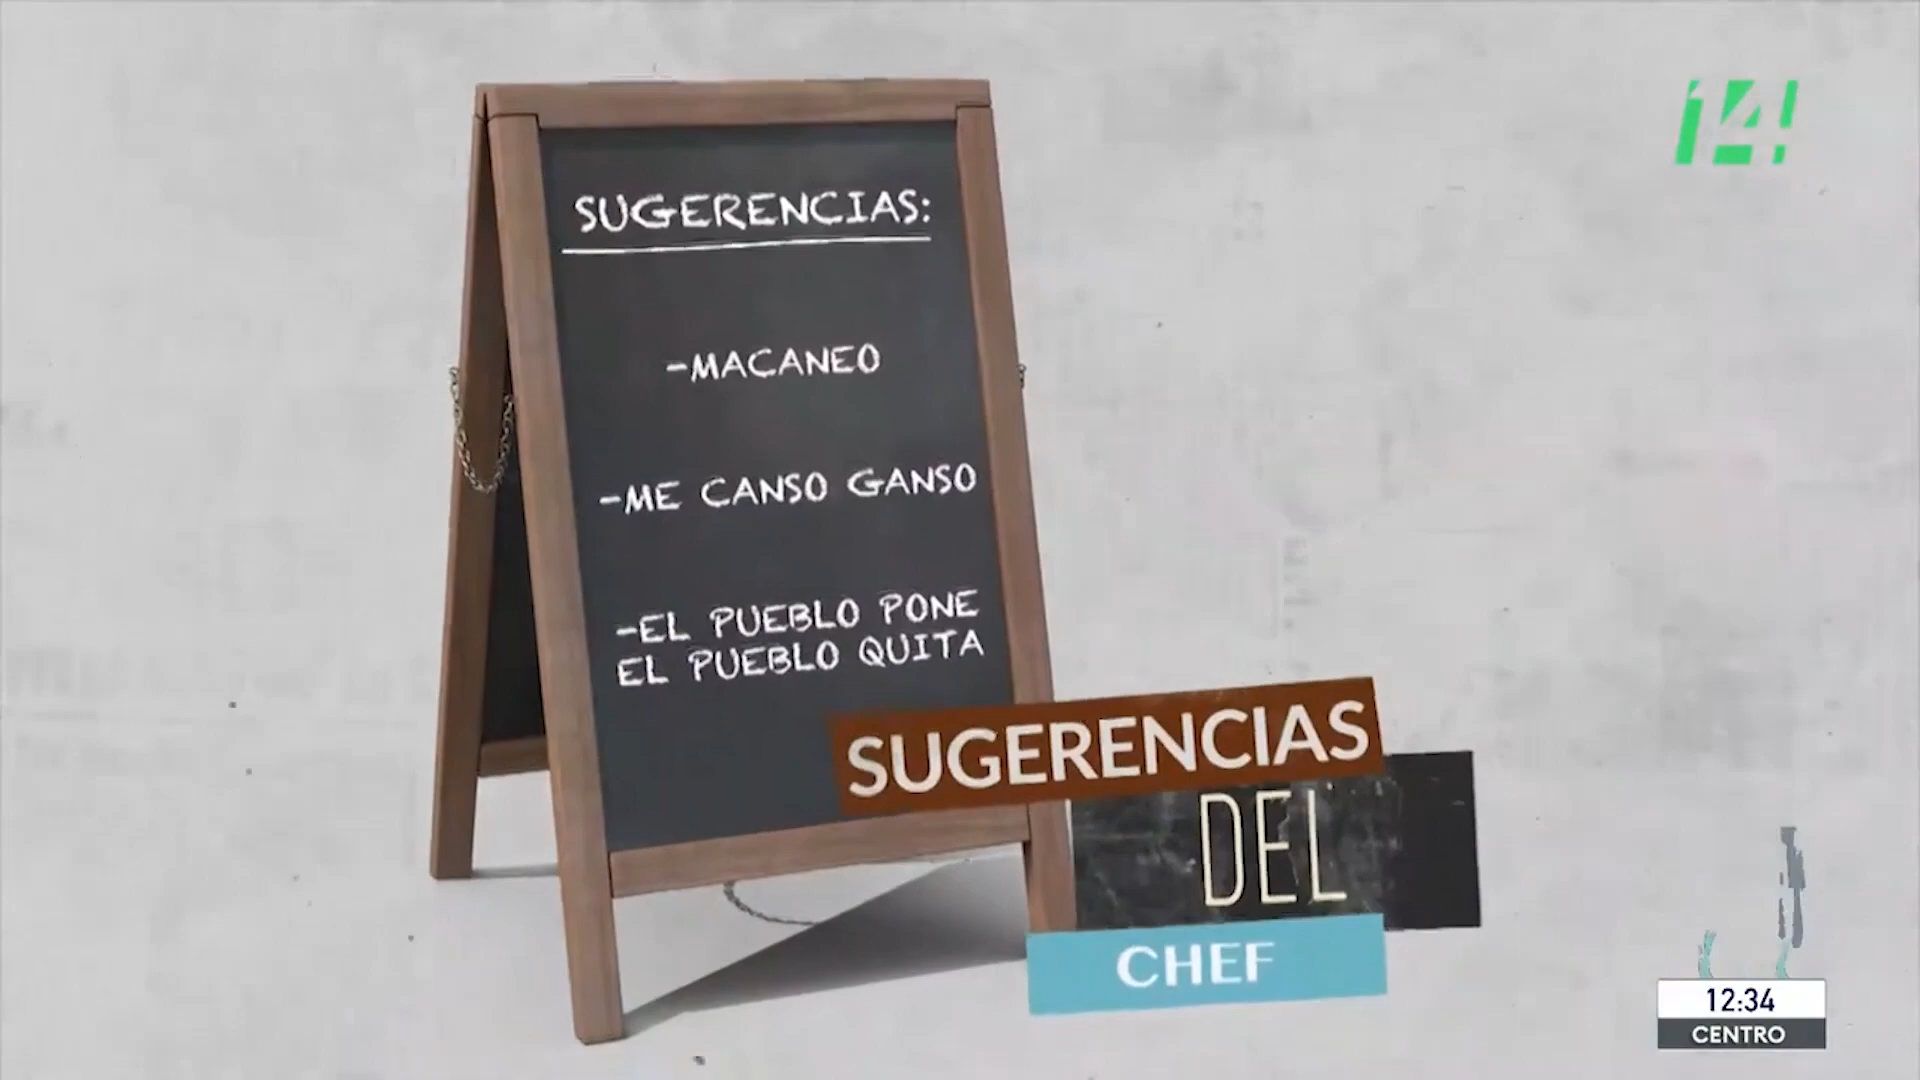 14!
SUGERENCIAS:
-MACANEO
-ME CANSO GANSO
-EL PUEBLO PONE
EL PUEBLO QUITA
SUGERENCIAS
DEL
CHEF
12:34
CENTRO